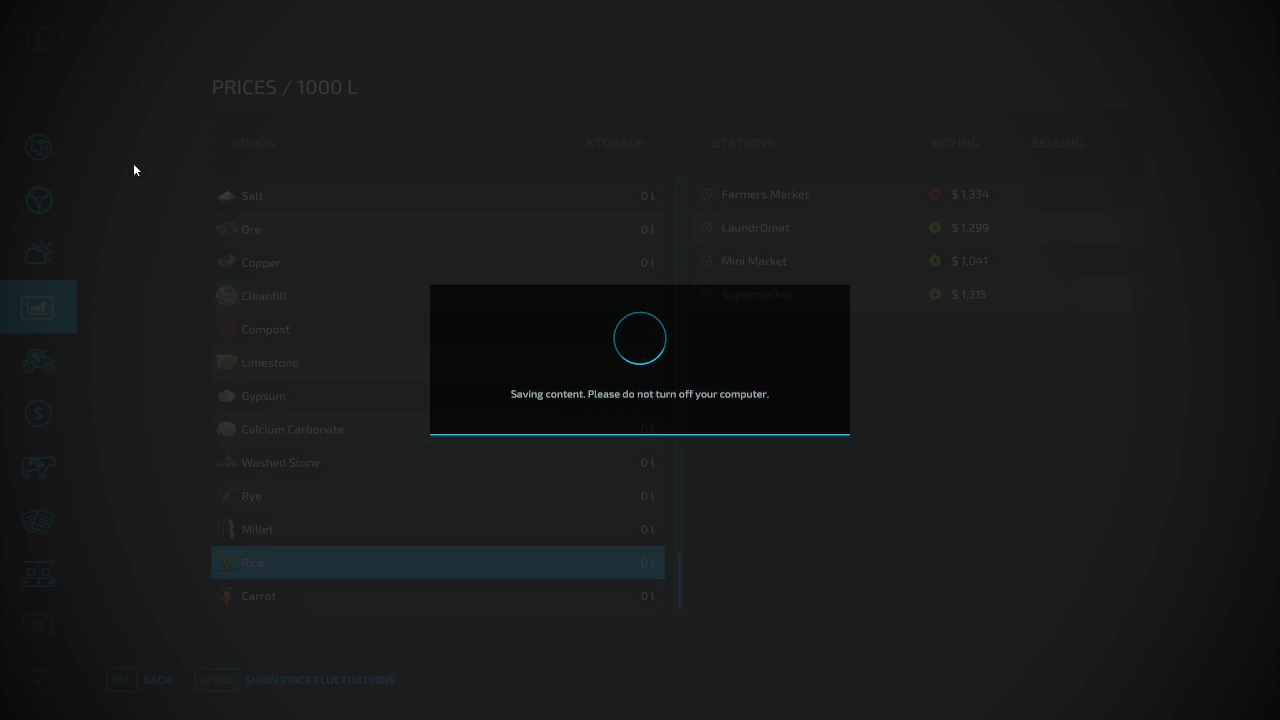 PRICES / 1000 L
GOODS STORAGE
Salt 0 l
Ore 0 l
Copper 0 l
Cleanfill
Compost
Limestone
Gypsum
Calcium Carbonate 0 l
Washed Stone 0 l
Rye 0 l
Millet 0 l
Rice 0 l
Carrot 0 l
STATIONS BUYING SELLING
Farmers Market $ 1,334
LaundrOmat $ 1,299
Mini Market $ 1,041
Supermarket $ 1,315
Saving content. Please do not turn off your computer.
ESC BACK SPACE SHOW PRICE FLUCTUATIONS